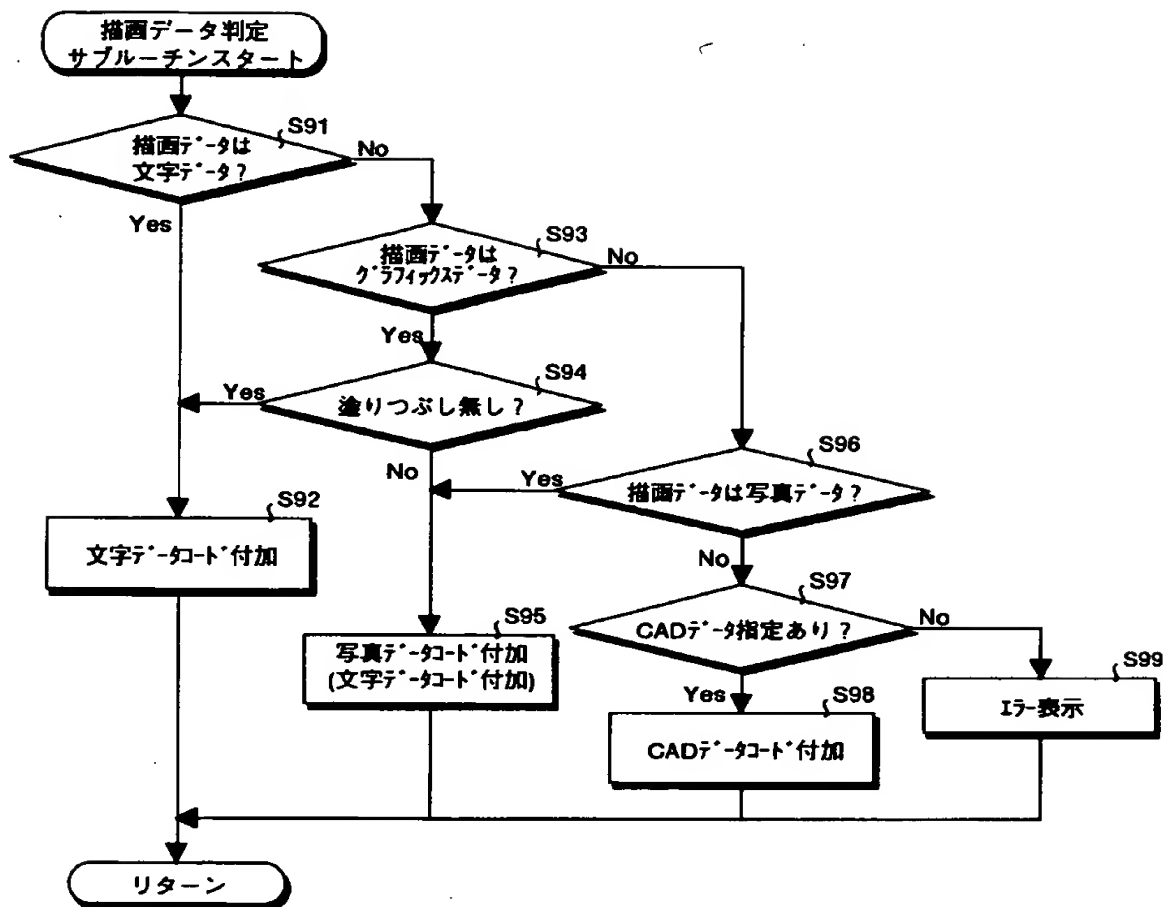 描画データ判定
サブルーチンスタート
S91
描画ﾃﾞｰﾀは
文字ﾃﾞｰﾀ?
No
Yes
S93
描画ﾃﾞｰﾀは
ｸﾞﾗﾌｨｯｸｽﾃﾞｰﾀ?
No
Yes
S94
塗りつぶし無し?
Yes
No
S96
描画ﾃﾞｰﾀは写真ﾃﾞｰﾀ?
Yes
No
S92
文字ﾃﾞｰﾀｺｰﾄﾞ付加
S97
CADﾃﾞｰﾀ指定あり?
No
Yes
S95
写真ﾃﾞｰﾀｺｰﾄﾞ付加
(文字ﾃﾞｰﾀｺｰﾄﾞ付加)
S98
CADﾃﾞｰﾀｺｰﾄﾞ付加
S99
ｴﾗｰ表示
リターン